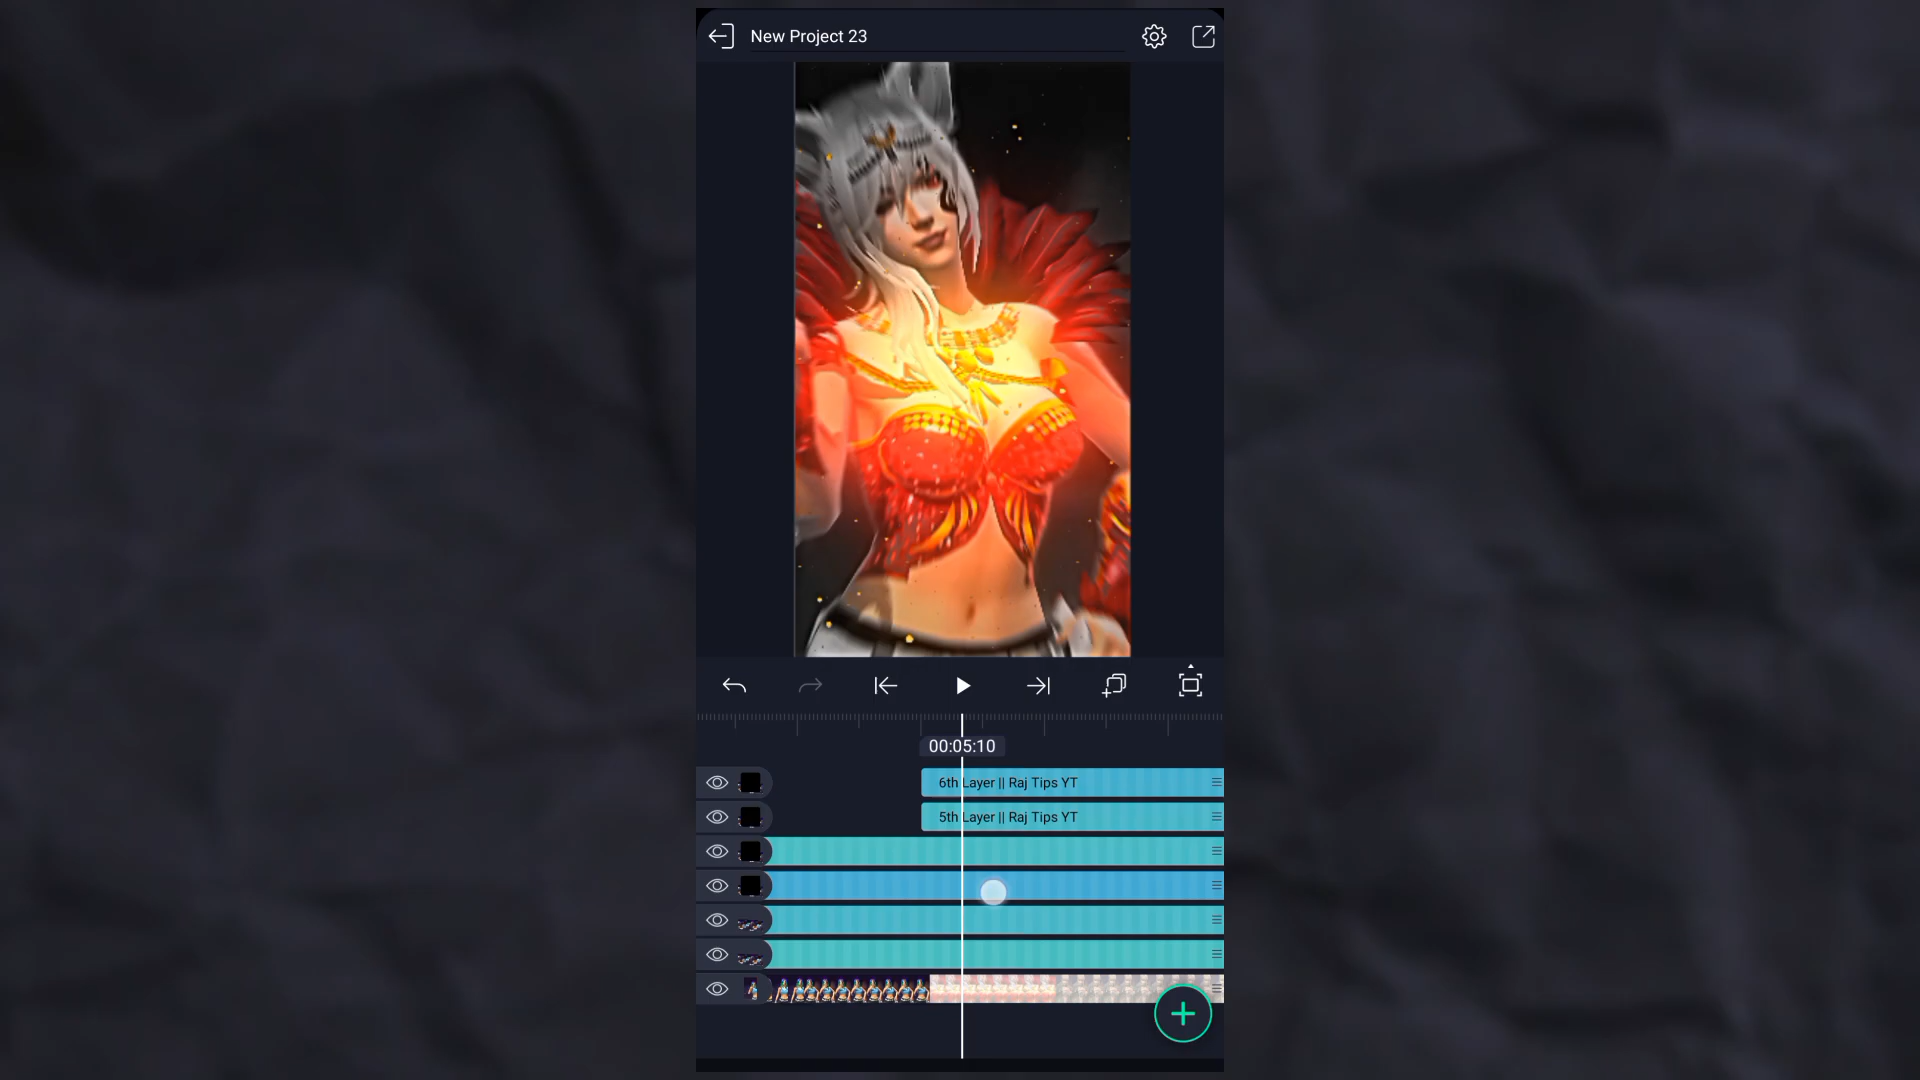 New Project 23
00:05:10
6th Layer || Raj Tips YT
5th Layer || Raj Tips YT